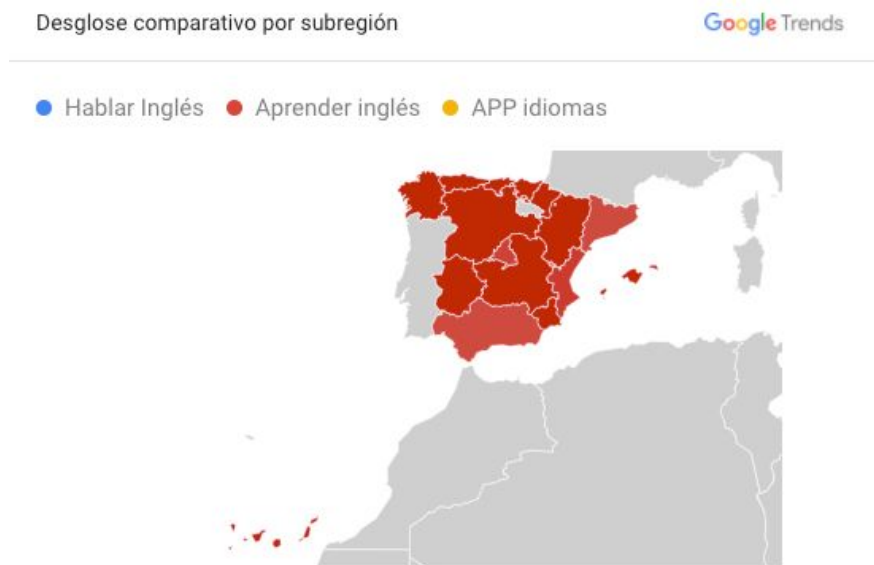 Desglose comparativo por subregión
Google Trends
Hablar Inglés
Aprender inglés
APP idiomas